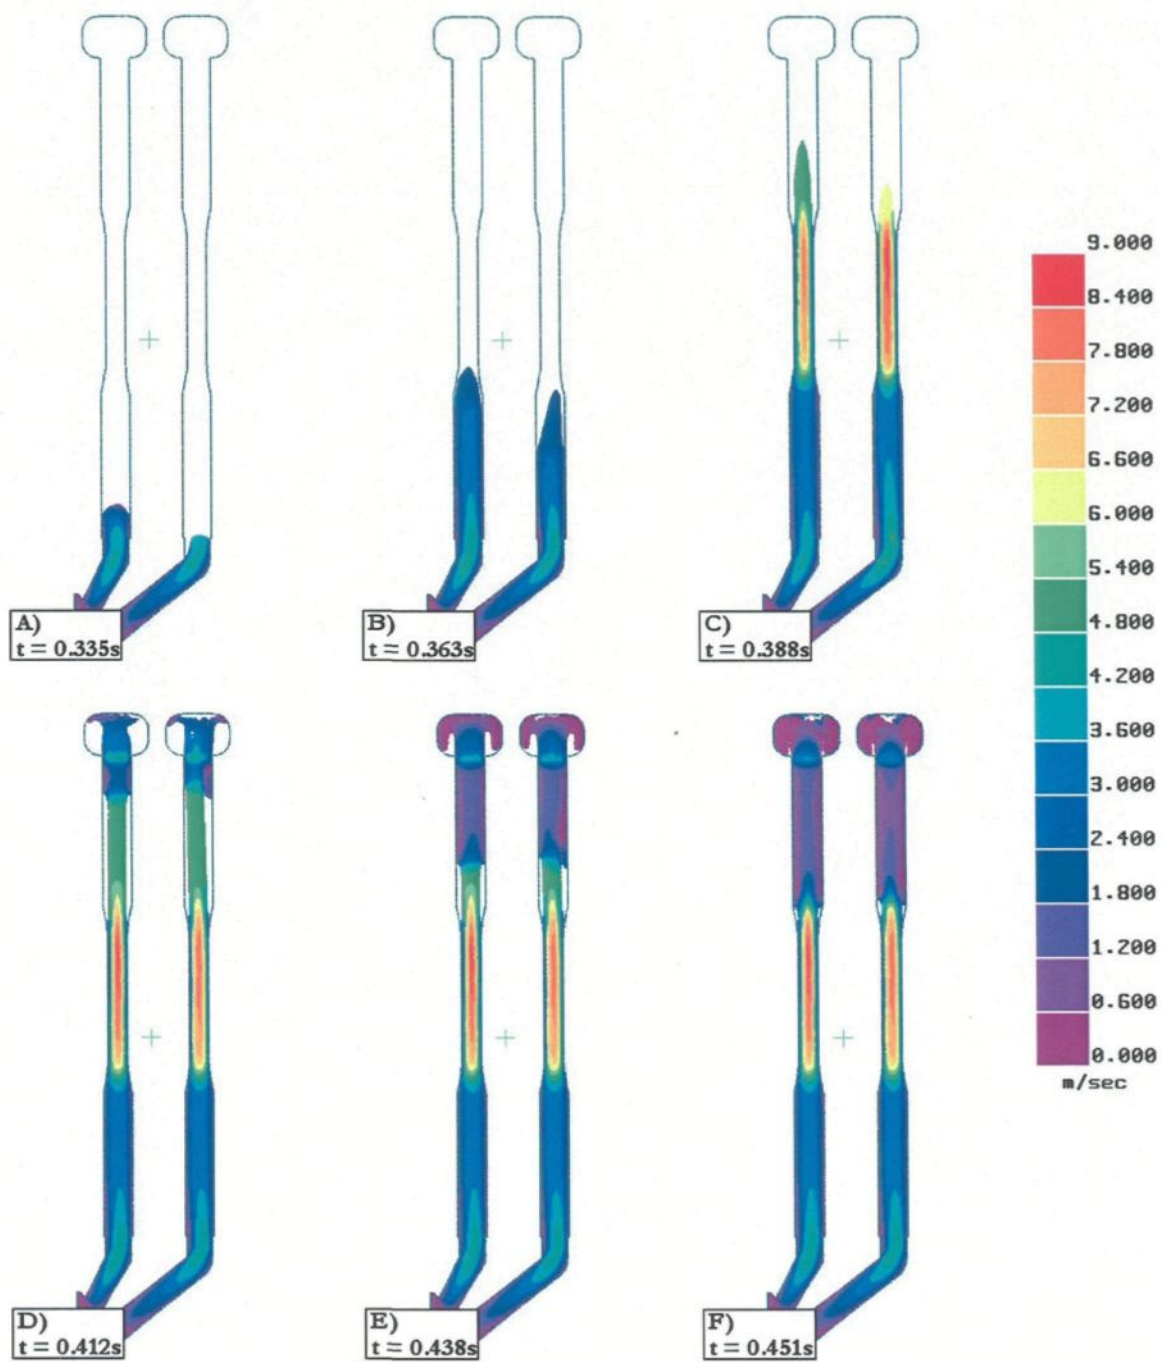 A)
t = 0.335s
B)
t = 0.363s
C)
t = 0.388s
9.000
8.400
7.800
7.200
6.600
6.000
5.400
4.800
4.200
3.600
3.000
2.400
1.800
1.200
0.600
0.000
m/sec
D)
t = 0.412s
E)
t = 0.438s
F)
t = 0.451s